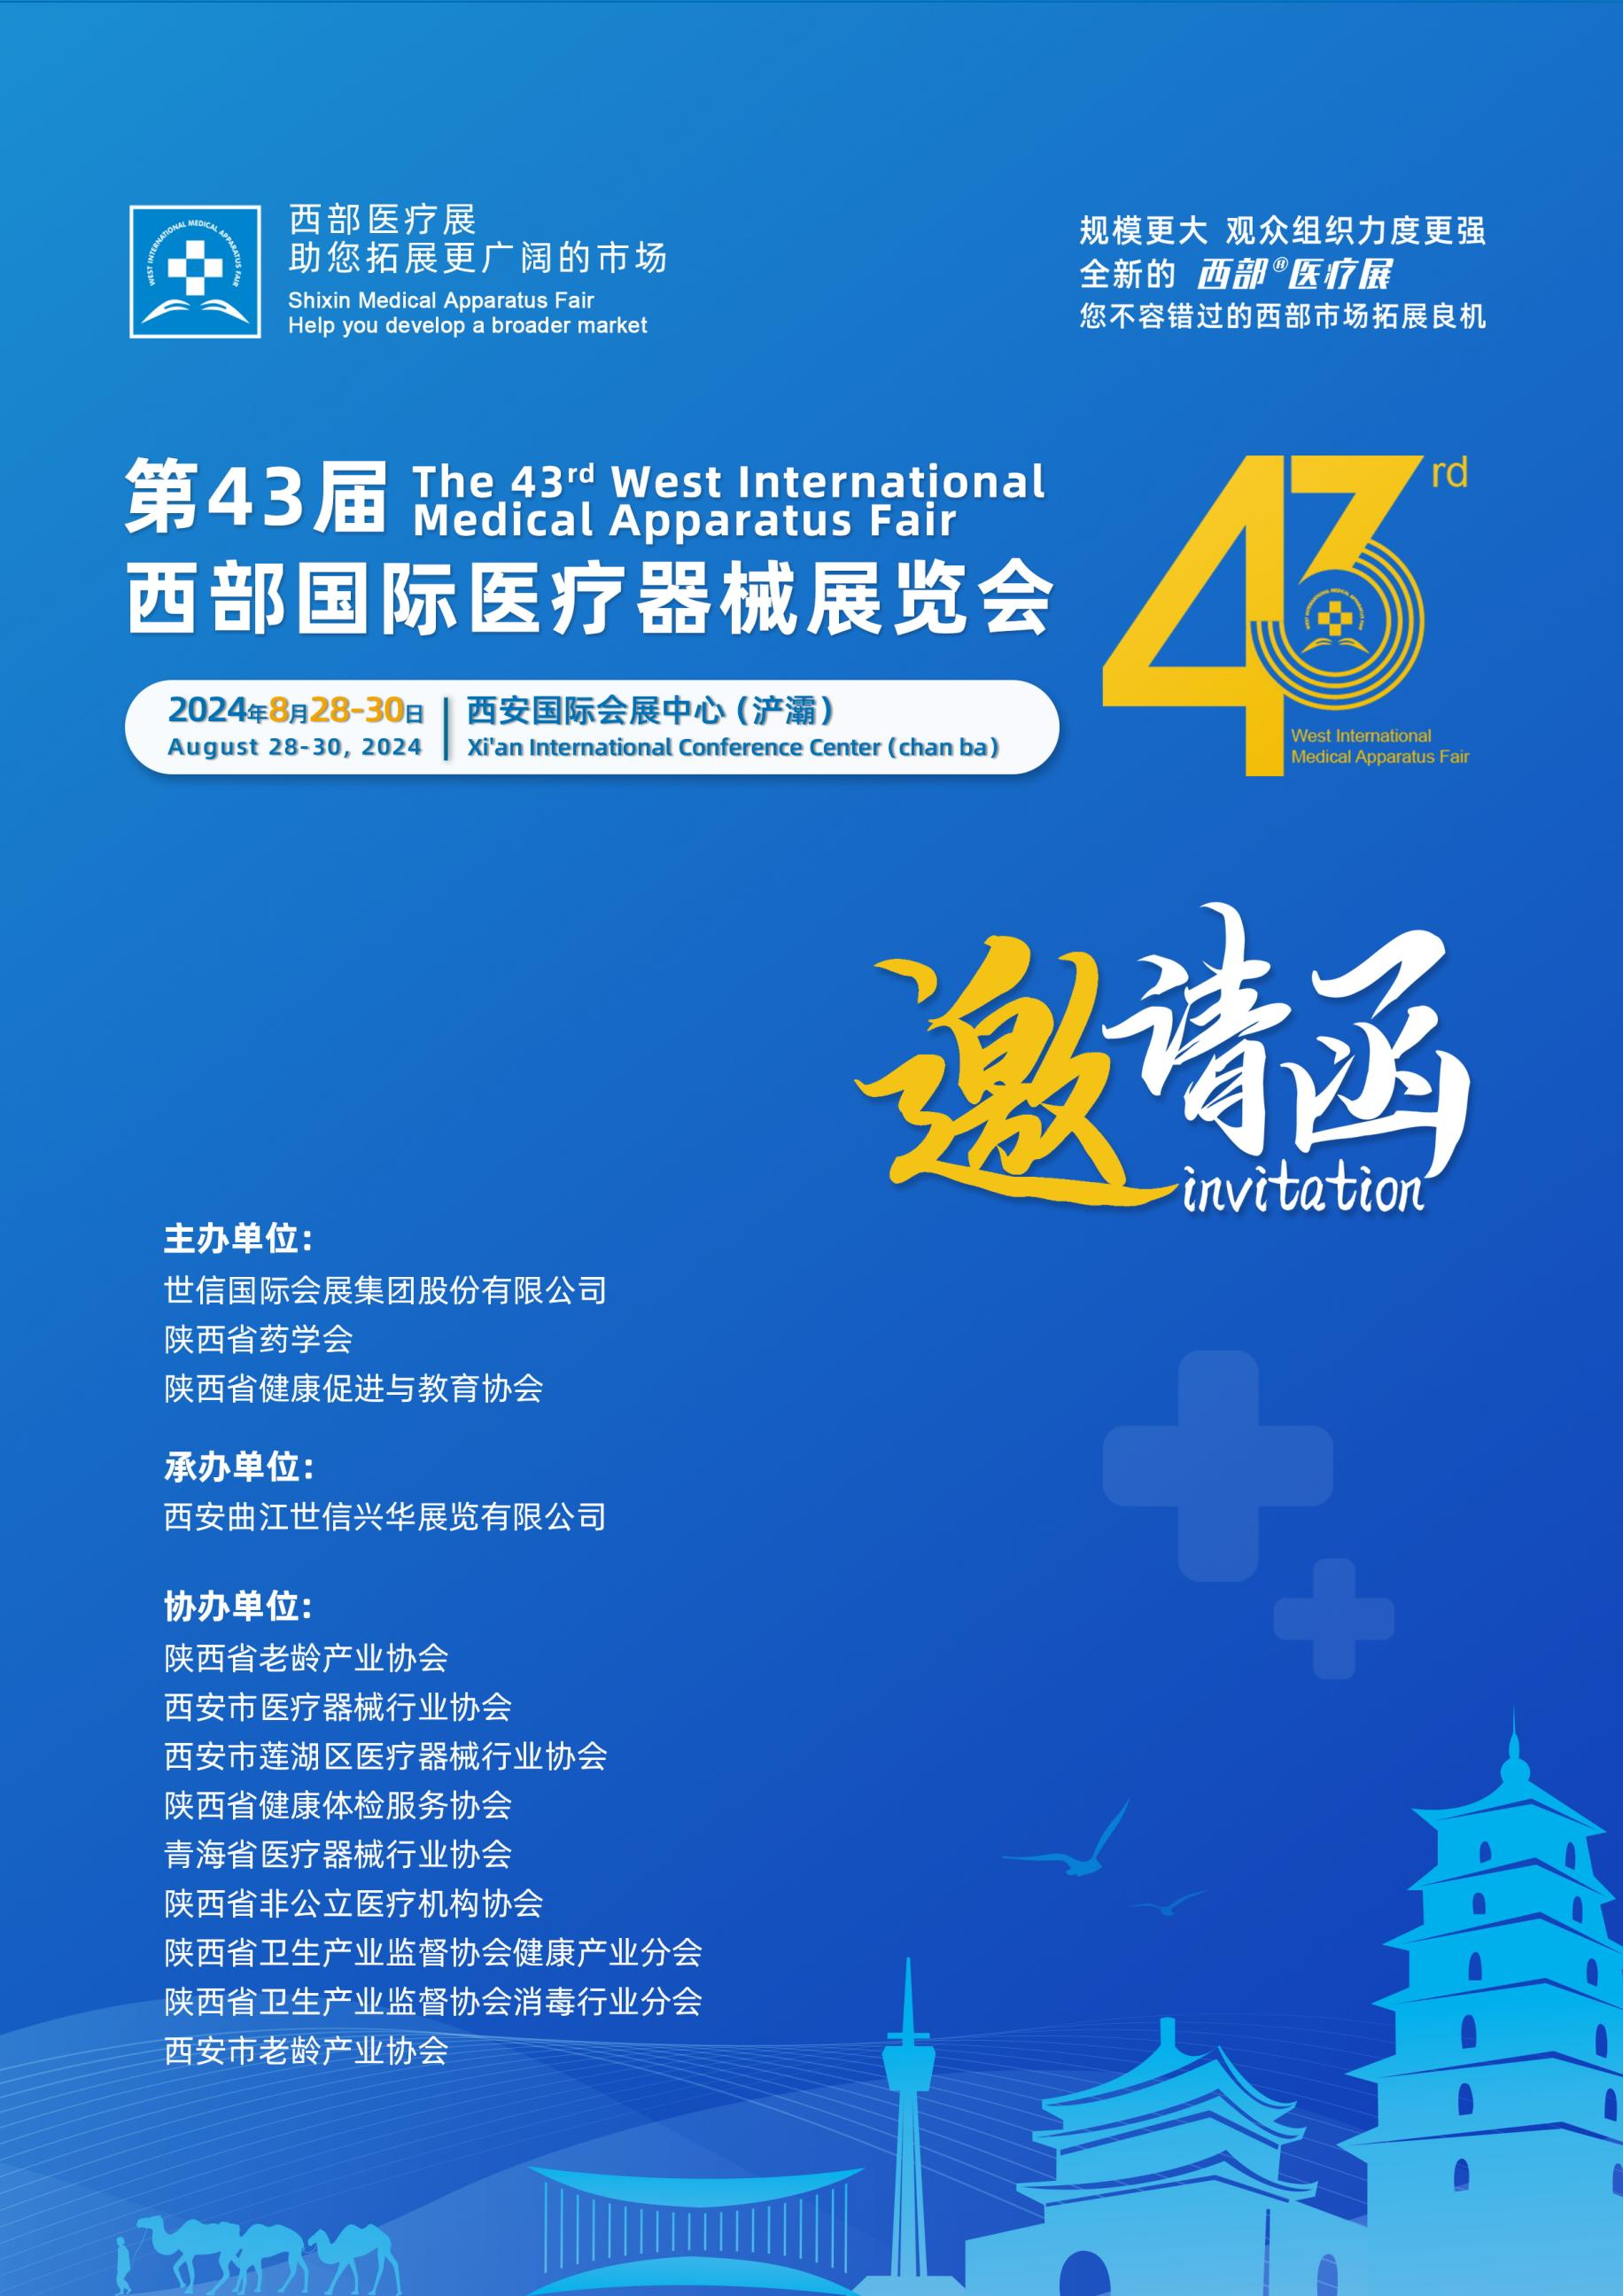 WEST INTERNATIONAL MEDICAL APPARATUS FAIR
西部医疗展
助您拓展更广阔的市场
Shixin Medical Apparatus Fair
Help you develop a broader market
规模更大 观众组织力度更强
全新的 西部®医疗展
您不容错过的西部市场拓展良机
第43届
The 43rd West International
Medical Apparatus Fair
西部国际医疗器械展览会
2024年8月28-30日
August 28-30, 2024
西安国际会展中心（浐灞）
Xi'an International Conference Center (chan ba)
43rd
WEST INTERNATIONAL MEDICAL APPARATUS FAIR
West International
Medical Apparatus Fair
邀请函
invitation
主办单位:
世信国际会展集团股份有限公司
陕西省药学会
陕西省健康促进与教育协会
承办单位:
西安曲江世信兴华展览有限公司
协办单位:
陕西省老龄产业协会
西安市医疗器械行业协会
西安市莲湖区医疗器械行业协会
陕西省健康体检服务协会
青海省医疗器械行业协会
陕西省非公立医疗机构协会
陕西省卫生产业监督协会健康产业分会
陕西省卫生产业监督协会消毒行业分会
西安市老龄产业协会